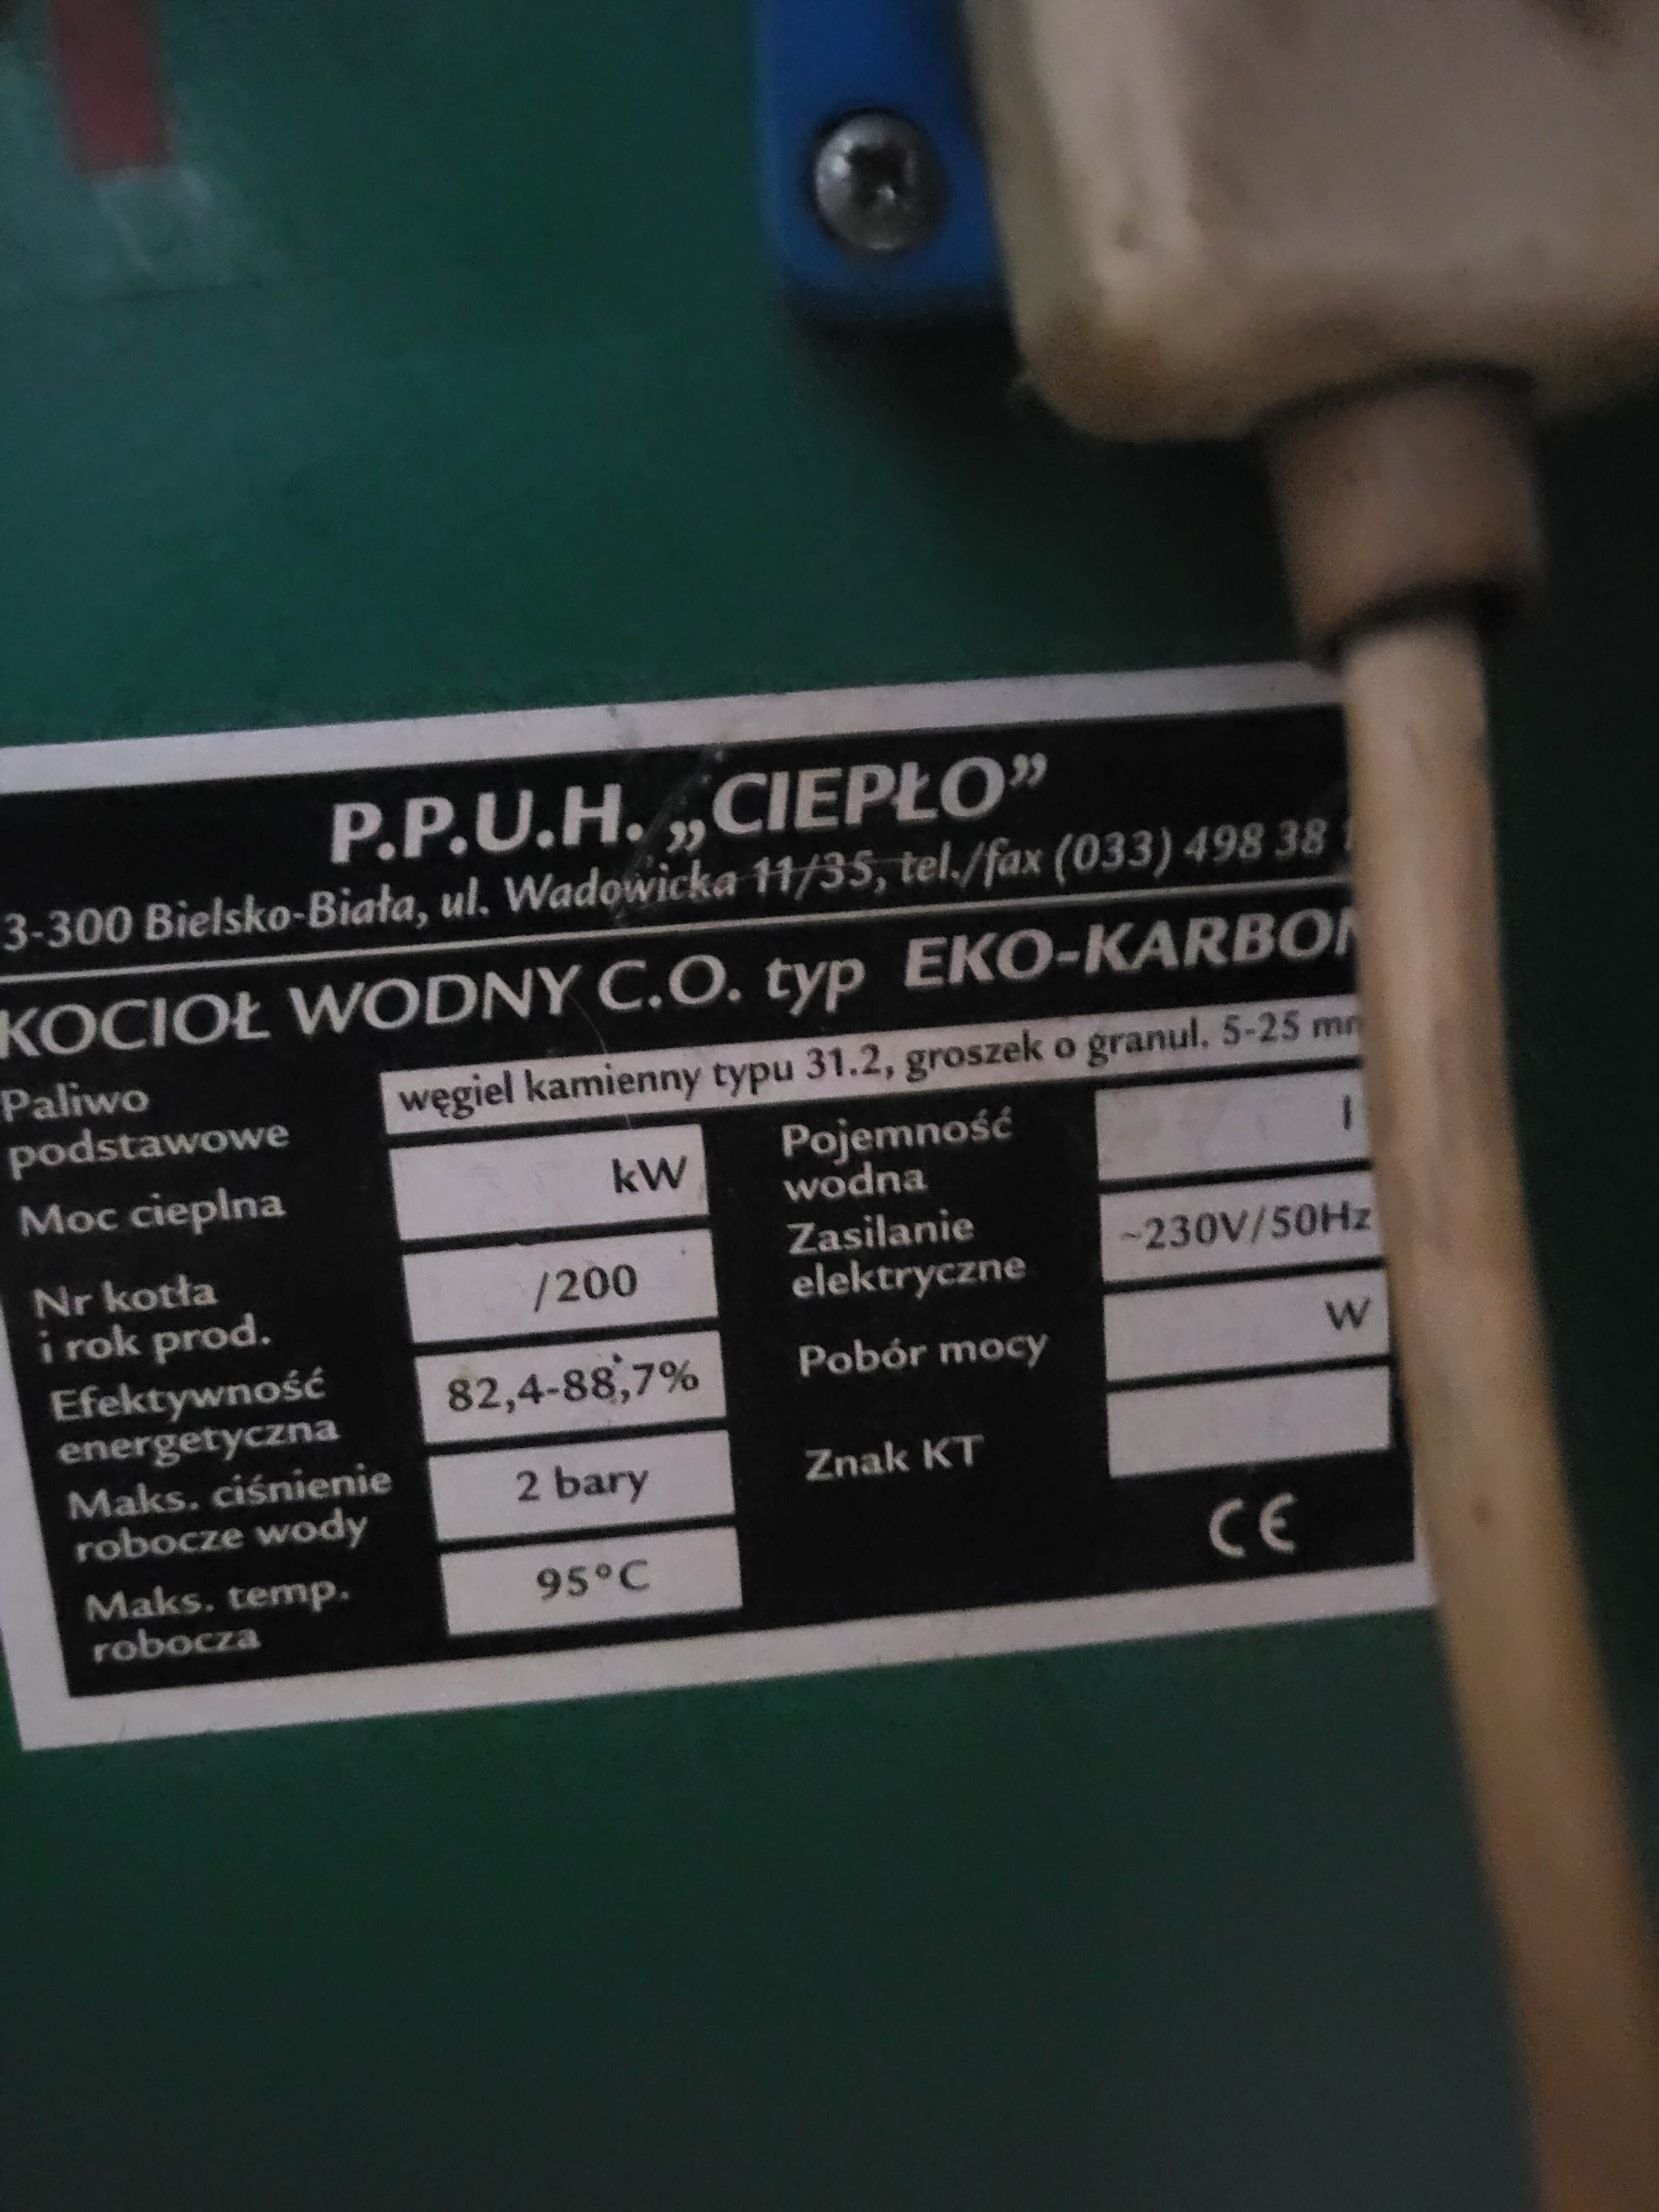 P.P.U.H. „CIEPŁO”
3-300 Bielsko-Biała, ul. Wadowicka 11/35, tel./fax (033) 498 38
KOCIOŁ WODNY C.O. typ EKO-KARBON
Paliwo podstawowe
węgiel kamienny typu 31.2, groszek o granul. 5-25 mm
Moc cieplna
kW
Nr kotła
i rok prod.
/200
Efektywność
energetyczna
82,4-88,7%
Maks. ciśnienie
robocze wody
2 bary
Maks. temp.
robocza
95°C
Pojemność
wodna
l
Zasilanie
elektryczne
~230V/50Hz
Pobór mocy
W
Znak KT
CE